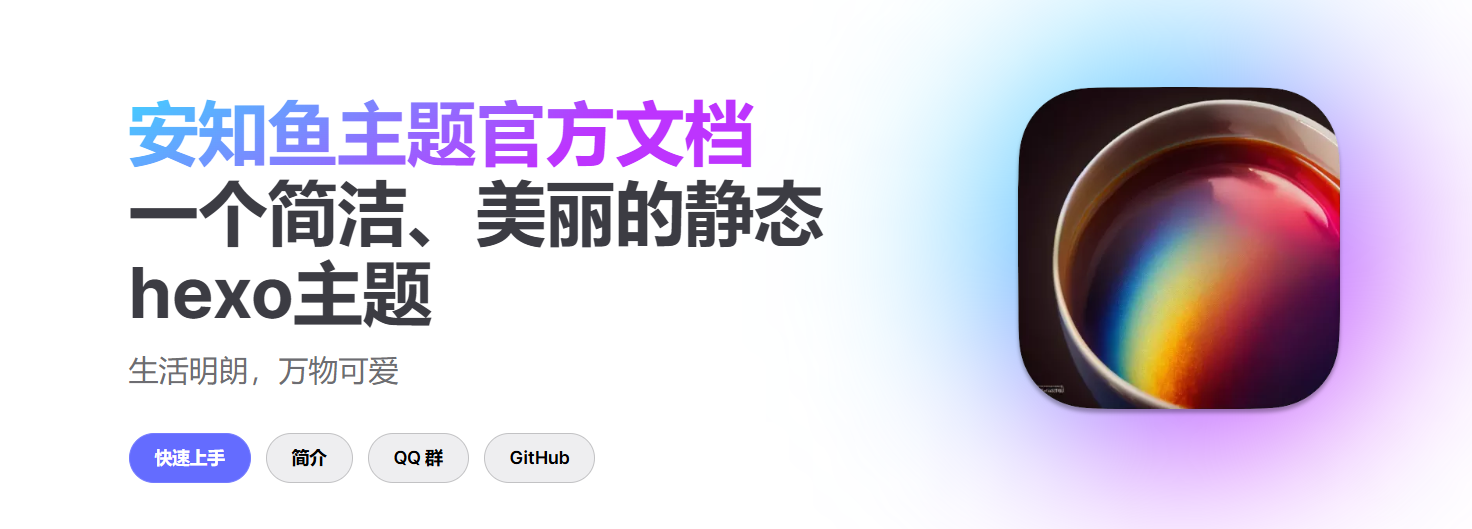 安知鱼主题官方文档
一个简洁、美丽的静态
hexo主题
生活明朗，万物可爱
快速上手
简介
QQ 群
GitHub